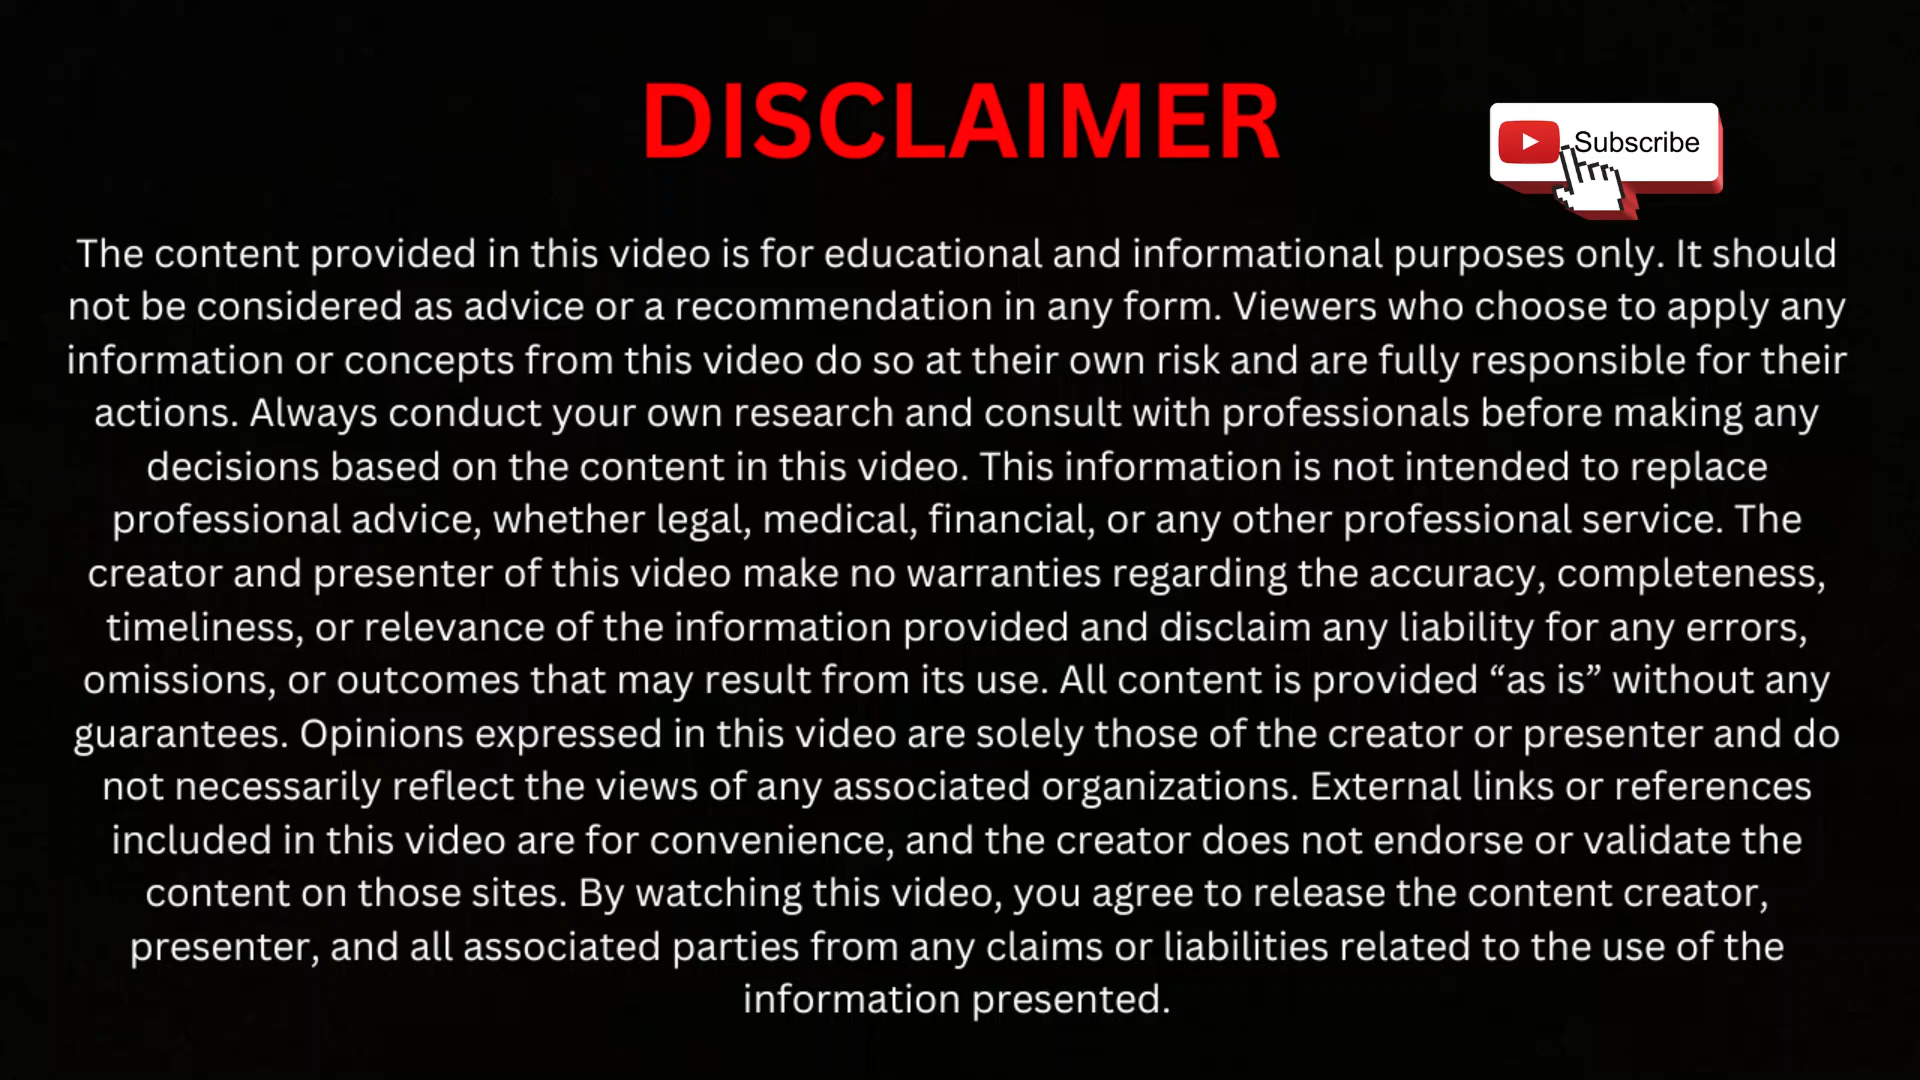 DISCLAIMER
Subscribe
The content provided in this video is for educational and informational purposes only. It should
not be considered as advice or a recommendation in any form. Viewers who choose to apply any
information or concepts from this video do so at their own risk and are fully responsible for their
actions. Always conduct your own research and consult with professionals before making any
decisions based on the content in this video. This information is not intended to replace
professional advice, whether legal, medical, financial, or any other professional service. The
creator and presenter of this video make no warranties regarding the accuracy, completeness,
timeliness, or relevance of the information provided and disclaim any liability for any errors,
omissions, or outcomes that may result from its use. All content is provided “as is” without any
guarantees. Opinions expressed in this video are solely those of the creator or presenter and do
not necessarily reflect the views of any associated organizations. External links or references
included in this video are for convenience, and the creator does not endorse or validate the
content on those sites. By watching this video, you agree to release the content creator,
presenter, and all associated parties from any claims or liabilities related to the use of the
information presented.